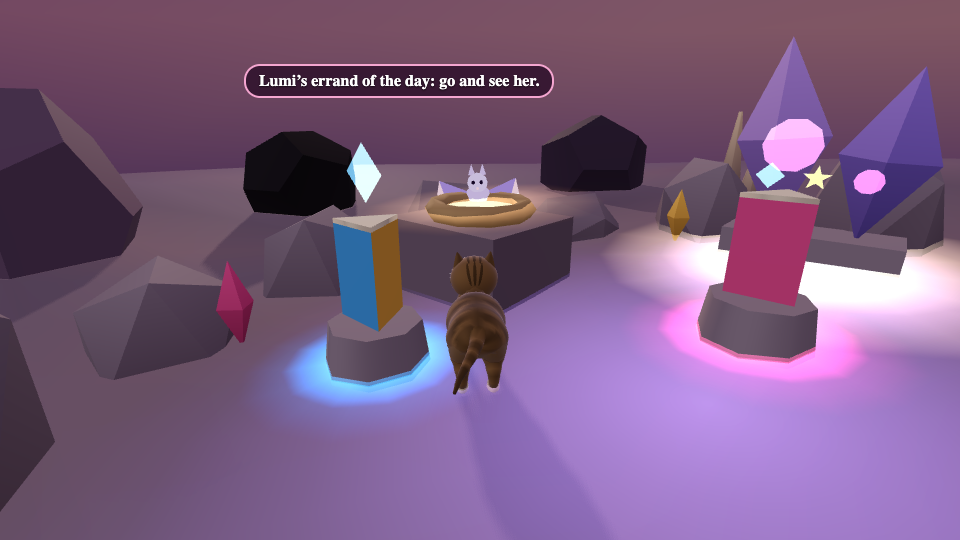 Lumi’s errand of the day: go and see her.